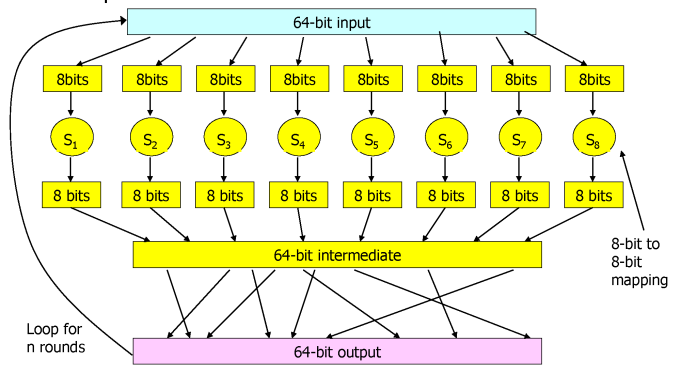 64-bit input
8bits 8bits 8bits 8bits 8bits 8bits 8bits 8bits
S1 S2 S3 S4 S5 S6 S7 S8
8 bits 8 bits 8 bits 8 bits 8 bits 8 bits 8 bits 8 bits
8-bit to
8-bit
mapping
64-bit intermediate
Loop for
n rounds
64-bit output